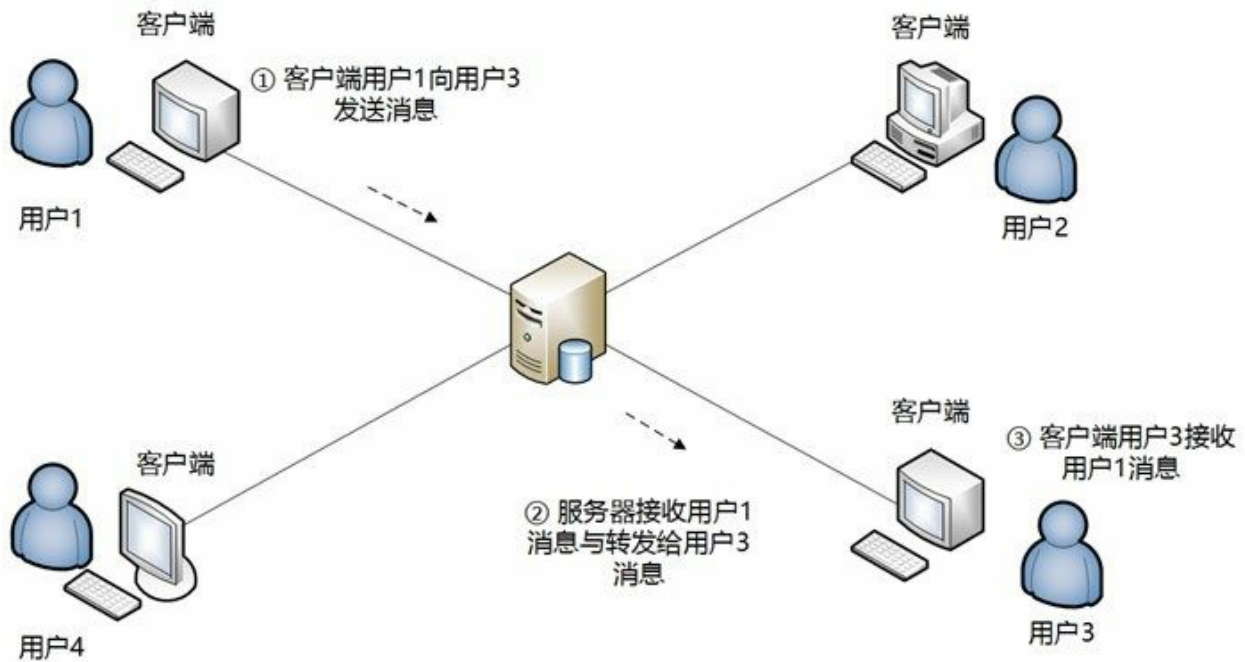 客户端
① 客户端用户1向用户3
发送消息
用户1
客户端
用户2
客户端
用户4
② 服务器接收用户1
消息与转发给用户3
消息
客户端
③ 客户端用户3接收
用户1消息
用户3